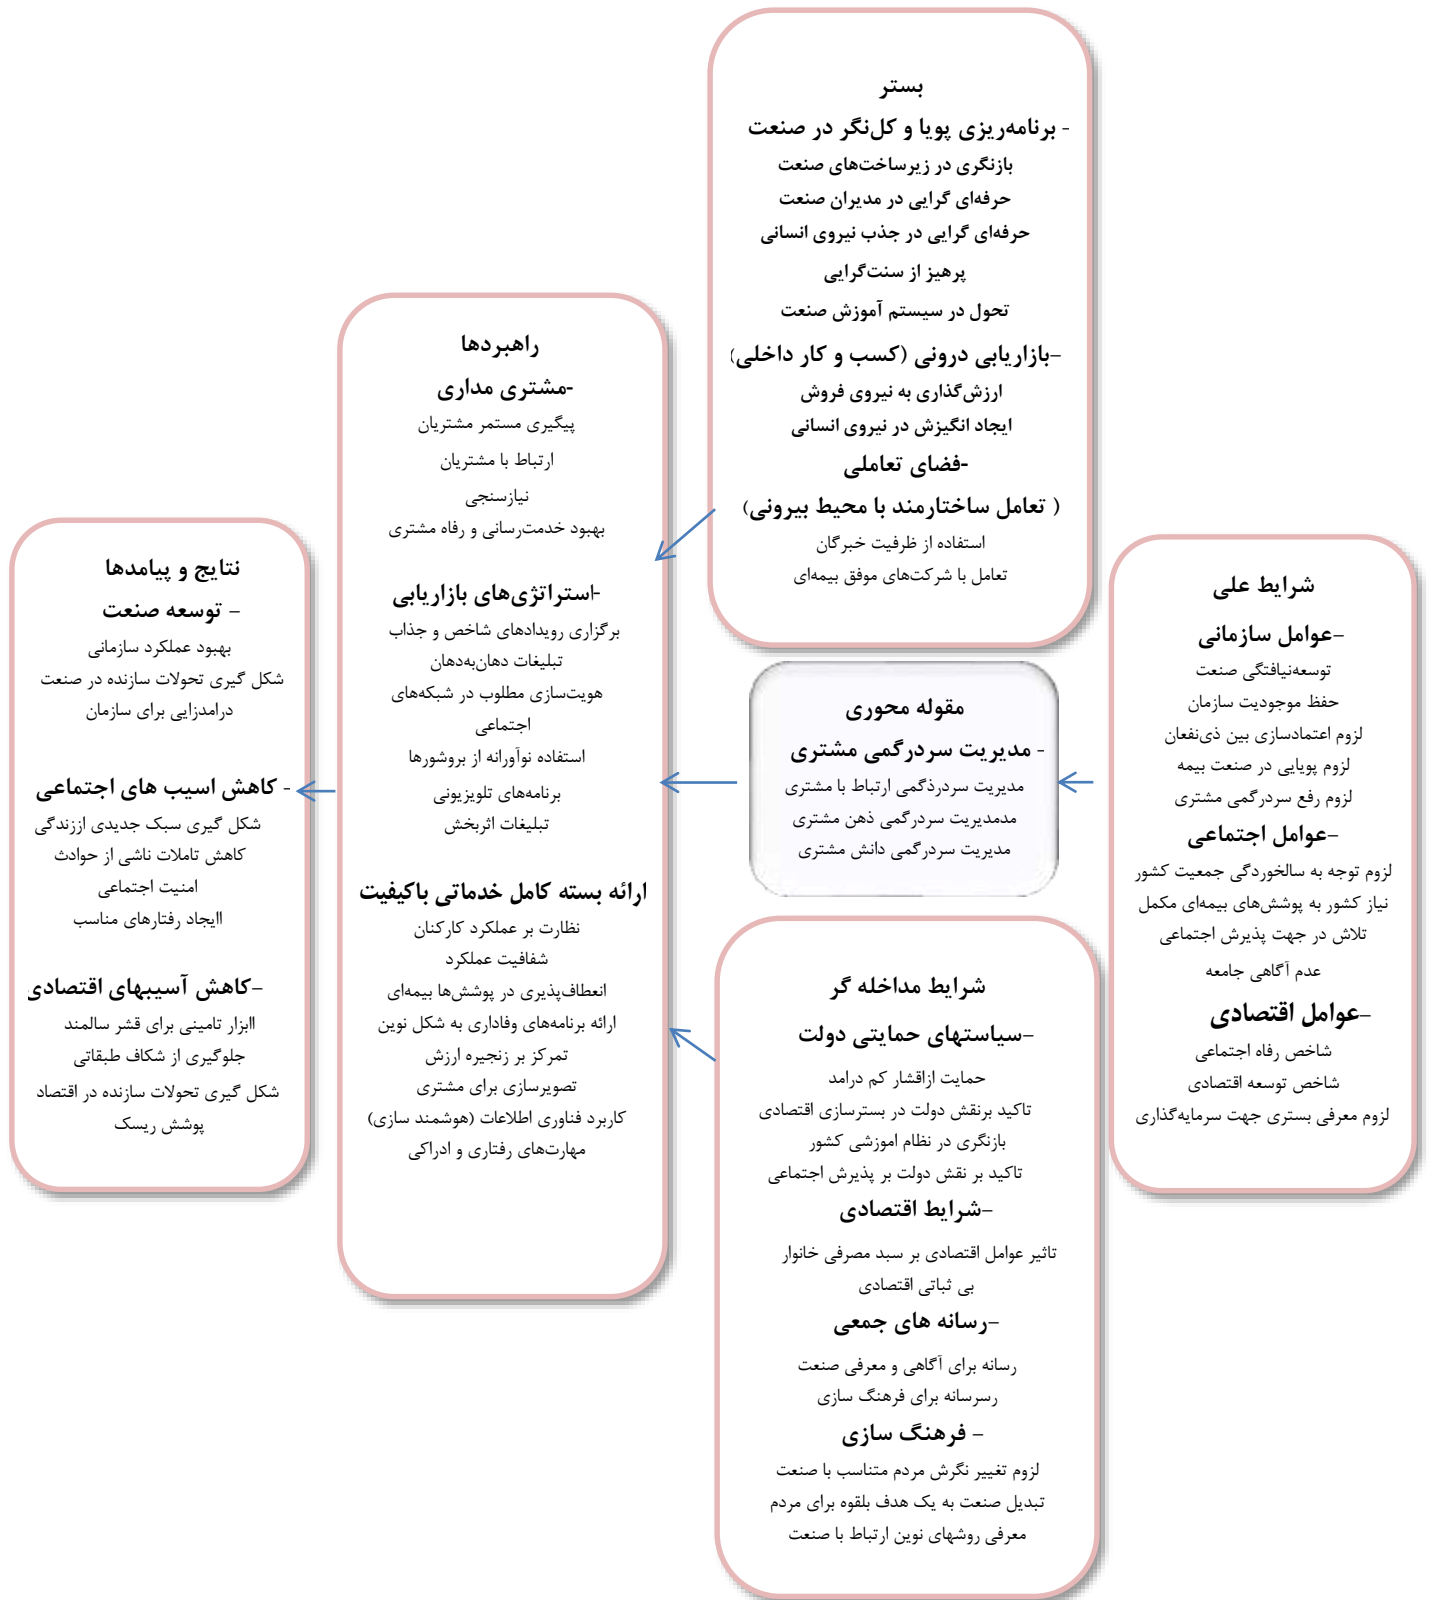 بستر
- برنامه‌ریزی پویا و کل‌نگر در صنعت
بازنگری در زیرساخت‌های صنعت
حرفه‌ای گرایی در مدیران صنعت
حرفه‌ای گرایی در جذب نیروی انسانی
پرهیز از سنت‌گرایی
تحول در سیستم آموزش صنعت
-بازاریابی درونی (کسب و کار داخلی)
ارزش‌گذاری به نیروی فروش
ایجاد انگیزش در نیروی انسانی
-فضای تعاملی
( تعامل ساختارمند با محیط بیرونی)
استفاده از ظرفیت خبرگان
تعامل با شرکت‌های موفق بیمه‌ای
شرایط علی
-عوامل سازمانی
توسعه‌نیافتگی صنعت
حفظ موجودیت سازمان
لزوم اعتمادسازی بین ذی‌نفعان
لزوم پویایی در صنعت بیمه
لزوم رفع سردرگمی مشتری
-عوامل اجتماعی
لزوم توجه به سالخوردگی جمعیت کشور
نیاز کشور به پوشش‌های بیمه‌ای مکمل
تلاش در جهت پذیرش اجتماعی
عدم آگاهی جامعه
-عوامل اقتصادی
شاخص رفاه اجتماعی
شاخص توسعه اقتصادی
لزوم معرفی بستری جهت سرمایه‌گذاری
مقوله محوری
- مدیریت سردرگمی مشتری
مدیریت سردرذگمی ارتباط با مشتری
مدمدیریت سردرگمی ذهن مشتری
مدیریت سردرگمی دانش مشتری
شرایط مداخله گر
-سیاستهای حمایتی دولت
حمایت ازاقشار کم درامد
تاکید برنقش دولت در بسترسازی اقتصادی
بازنگری در نظام اموزشی کشور
تاکید بر نقش دولت بر پذیرش اجتماعی
-شرایط اقتصادی
تاثیر عوامل اقتصادی بر سبد مصرفی خانوار
بی ثباتی اقتصادی
-رسانه های جمعی
رسانه برای آگاهی و معرفی صنعت
رسرسانه برای فرهنگ سازی
- فرهنگ سازی
لزوم تغییر نگرش مردم متناسب با صنعت
تبدیل صنعت به یک هدف بلقوه برای مردم
معرفی روشهای نوین ارتباط با صنعت
راهبردها
-مشتری مداری
پیگیری مستمر مشتریان
ارتباط با مشتریان
نیازسنجی
بهبود خدمت‌رسانی و رفاه مشتری
-استراتژی‌های بازاریابی
برگزاری رویدادهای شاخص و جذاب
تبلیغات دهان‌به‌دهان
هویت‌سازی مطلوب در شبکه‌های
اجتماعی
استفاده نوآورانه از بروشورها
برنامه‌های تلویزیونی
تبلیغات اثربخش
ارائه بسته کامل خدماتی باکیفیت
نظارت بر عملکرد کارکنان
شفافیت عملکرد
انعطاف‌پذیری در پوشش‌ها بیمه‌ای
ارائه برنامه‌های وفاداری به شکل نوین
تمرکز بر زنجیره ارزش
تصویرسازی برای مشتری
کاربرد فناوری اطلاعات (هوشمند سازی)
مهارت‌های رفتاری و ادراکی
نتایج و پیامدها
- توسعه صنعت
بهبود عملکرد سازمانی
شکل گیری تحولات سازنده در صنعت
درامدزایی برای سازمان
- کاهش اسیب های اجتماعی
شکل گیری سبک جدیدی اززندگی
کاهش تاملات ناشی از حوادث
امنیت اجتماعی
اایجاد رفتارهای مناسب
-کاهش آسیبهای اقتصادی
اابزار تامینی برای قشر سالمند
جلوگیری از شکاف طبقاتی
شکل گیری تحولات سازنده در اقتصاد
پوشش ریسک